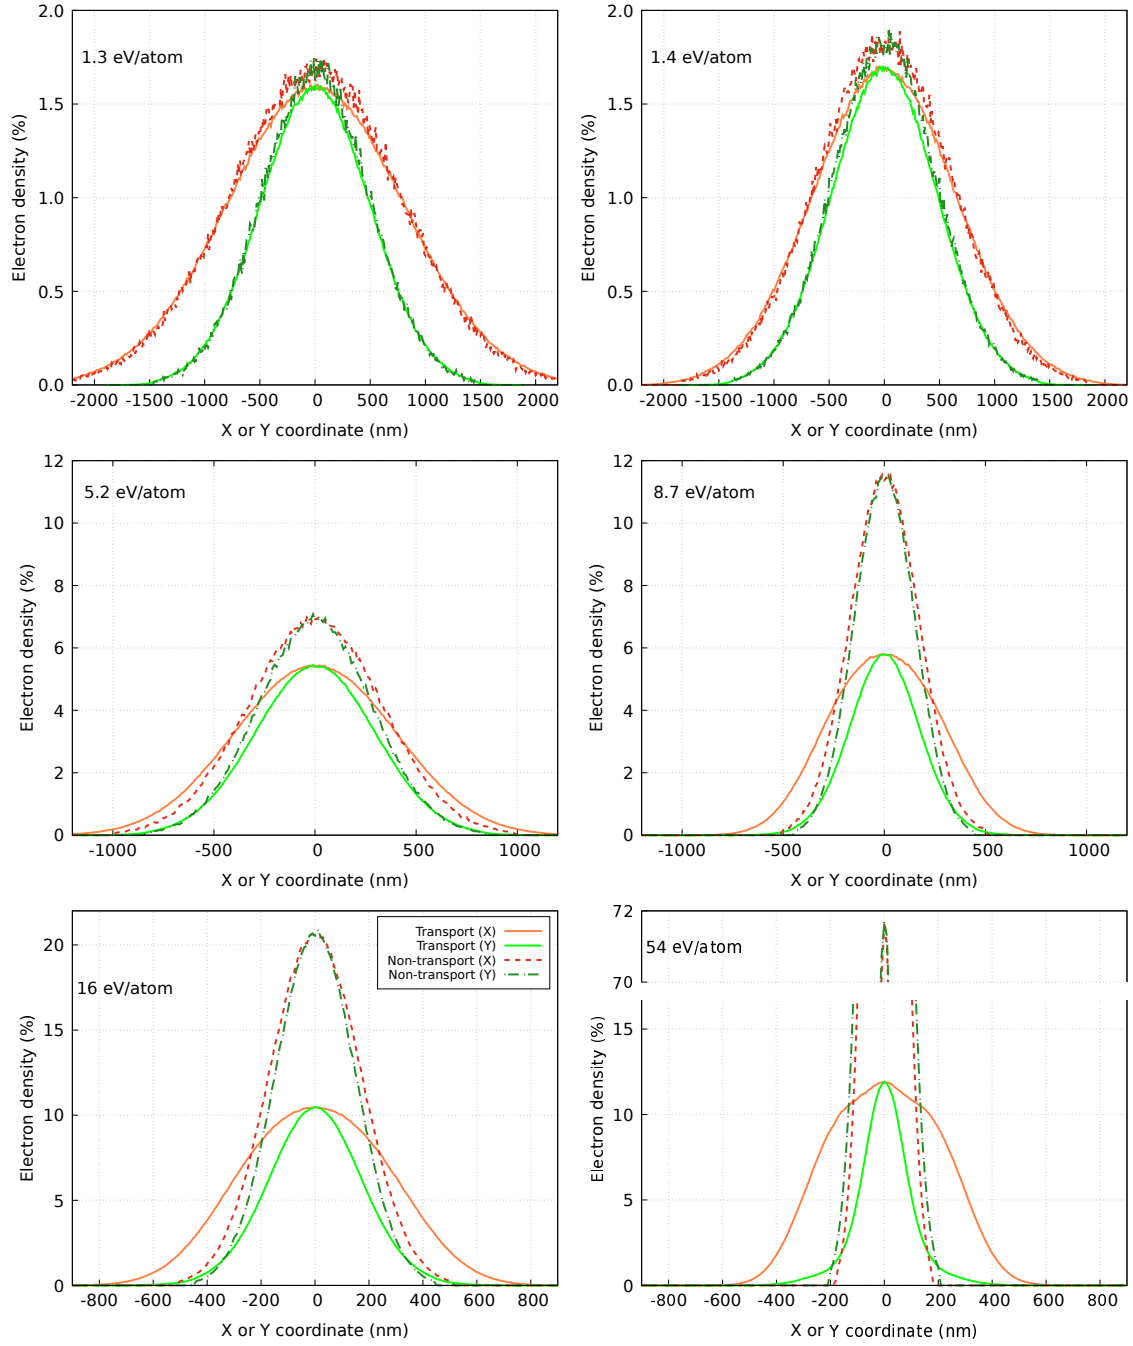 1.3 eV/atom
Electron density (%)
2.0
1.5
1.0
0.5
0.0
-2000 -1500 -1000 -500 0 500 1000 1500 2000
X or Y coordinate (nm)
1.4 eV/atom
Electron density (%)
2.0
1.5
1.0
0.5
0.0
-2000 -1500 -1000 -500 0 500 1000 1500 2000
X or Y coordinate (nm)
5.2 eV/atom
Electron density (%)
12
10
8
6
4
2
0
-1000 -500 0 500 1000
X or Y coordinate (nm)
8.7 eV/atom
Electron density (%)
12
10
8
6
4
2
0
-1000 -500 0 500 1000
X or Y coordinate (nm)
16 eV/atom
Transport (X)
Transport (Y)
Non-transport (X)
Non-transport (Y)
Electron density (%)
20
15
10
5
0
-800 -600 -400 -200 0 200 400 600 800
X or Y coordinate (nm)
54 eV/atom
Electron density (%)
72
70
15
10
5
0
-800 -600 -400 -200 0 200 400 600 800
X or Y coordinate (nm)